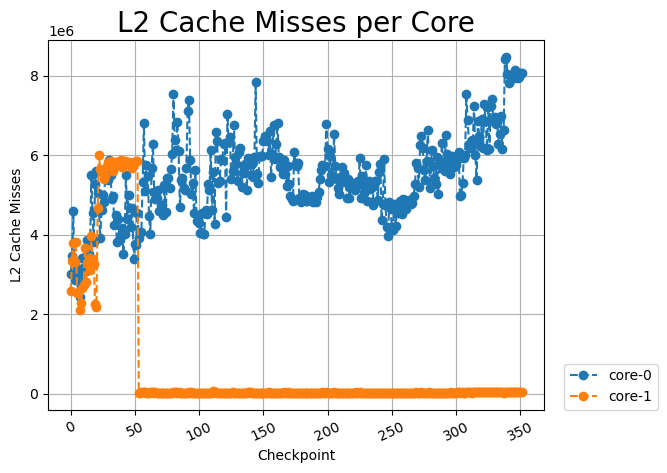 L2 Cache Misses per Core
1e6
8
6
4
2
0
L2 Cache Misses
0
50
100
150
200
250
300
350
Checkpoint
core-0
core-1